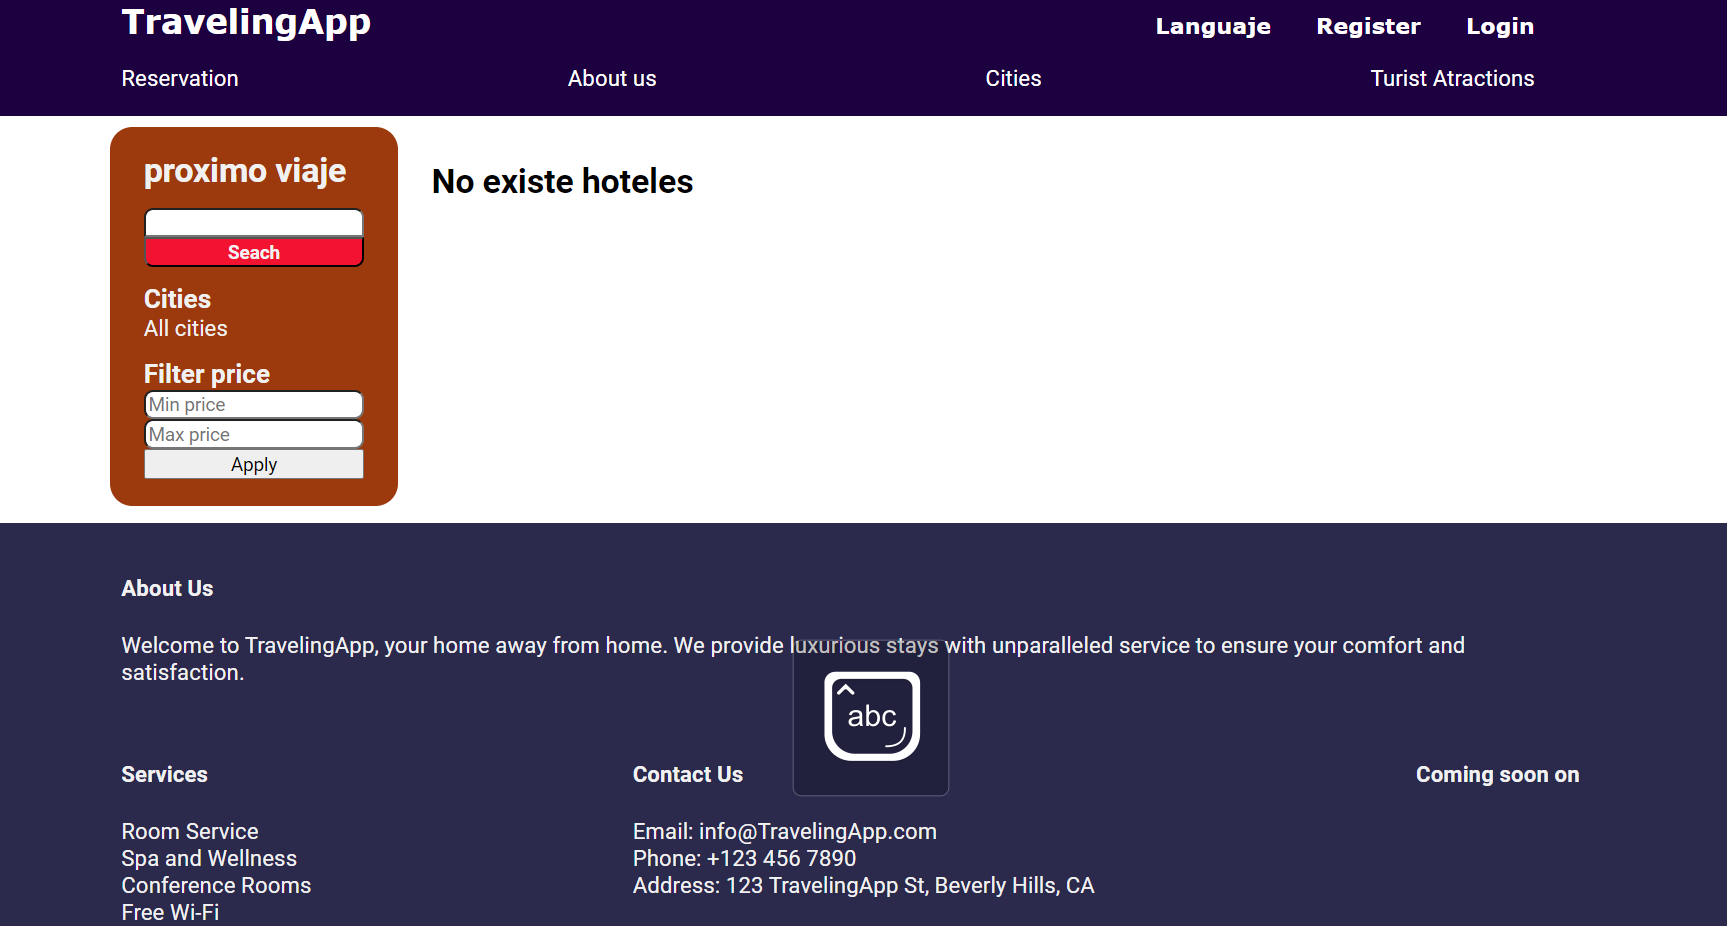 TravelingApp
Languaje Register Login
Reservation About us Cities Turist Atractions
proximo viaje
No existe hoteles
Seach
Cities
All cities
Filter price
Min price
Max price
Apply
About Us
Welcome to TravelingApp, your home away from home. We provide luxurious stays with unparalleled service to ensure your comfort and
satisfaction.
abc
Services
Room Service
Spa and Wellness
Conference Rooms
Free Wi-Fi
Contact Us
Email: info@TravelingApp.com
Phone: +123 456 7890
Address: 123 TravelingApp St, Beverly Hills, CA
Coming soon on